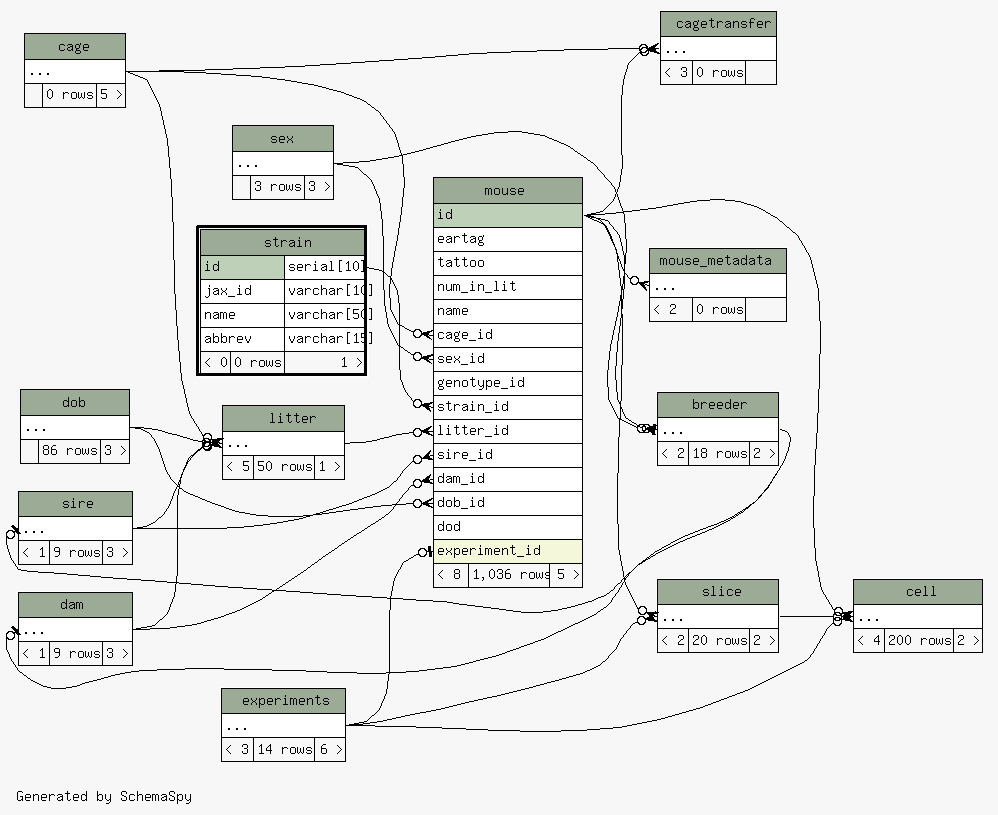 cage
...
0 rows 5 >
cagetransfer
...
< 3 0 rows
sex
...
3 rows 3 >
mouse
id
eartag
tattoo
num_in_lit
name
cage_id
sex_id
genotype_id
strain_id
litter_id
sire_id
dam_id
dob_id
dod
experiment_id
< 8 1,036 rows 5 >
strain
id serial[10]
jax_id varchar[10]
name varchar[50]
abbrev varchar[15]
< 0 0 rows 1 >
mouse_metadata
...
< 2 0 rows
dob
...
86 rows 3 >
litter
...
< 5 50 rows 1 >
breeder
...
< 2 18 rows 2 >
sire
...
< 1 9 rows 3 >
dam
...
< 1 9 rows 3 >
slice
...
< 2 20 rows 2 >
cell
...
< 4 200 rows 2 >
experiments
...
< 3 14 rows 6 >
Generated by SchemaSpy